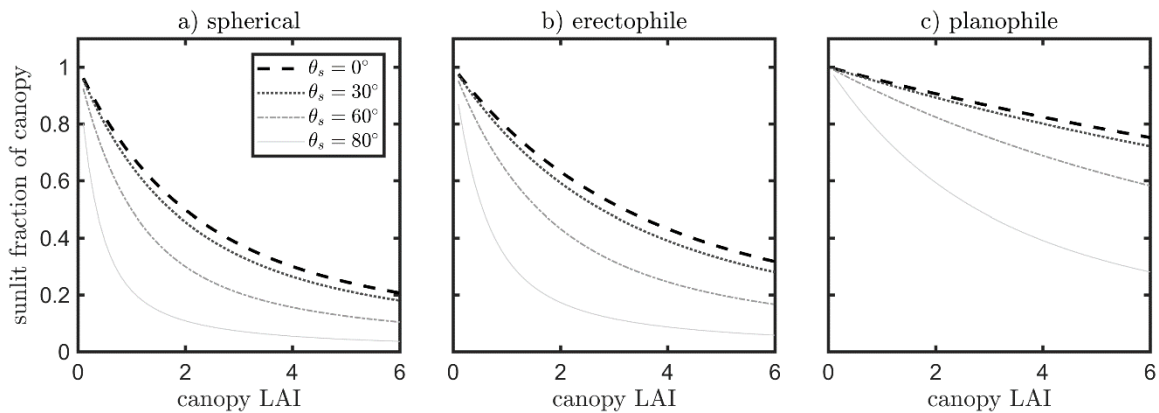 a) spherical
b) erectophile
c) planophile
sunlit fraction of canopy
1
0.8
0.6
0.4
0.2
0
θs = 0°
θs = 30°
θs = 60°
θs = 80°
0 2 4 6
0 2 4 6
0 2 4 6
canopy LAI
canopy LAI
canopy LAI